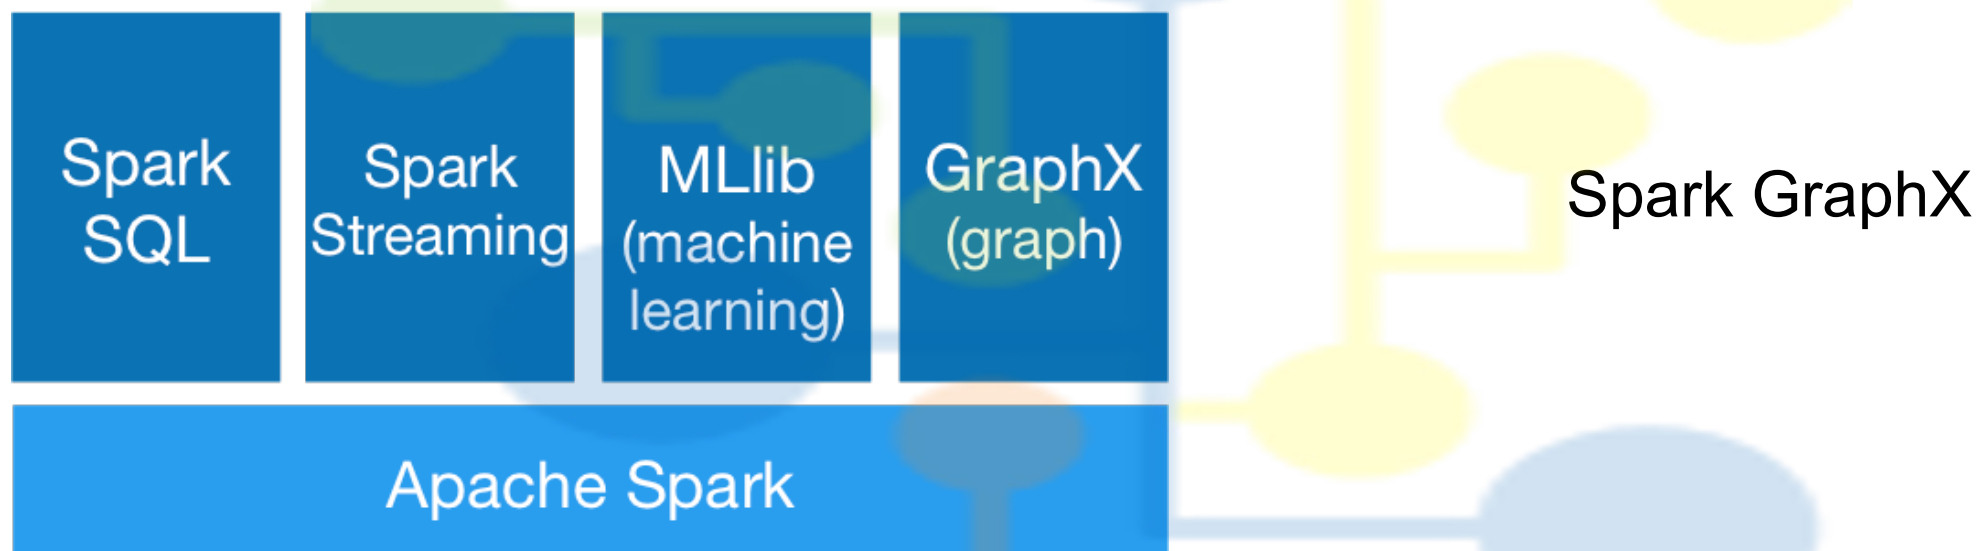 Spark
SQL
Spark
Streaming
MLlib
(machine
learning)
GraphX
(graph)
Spark GraphX
Apache Spark